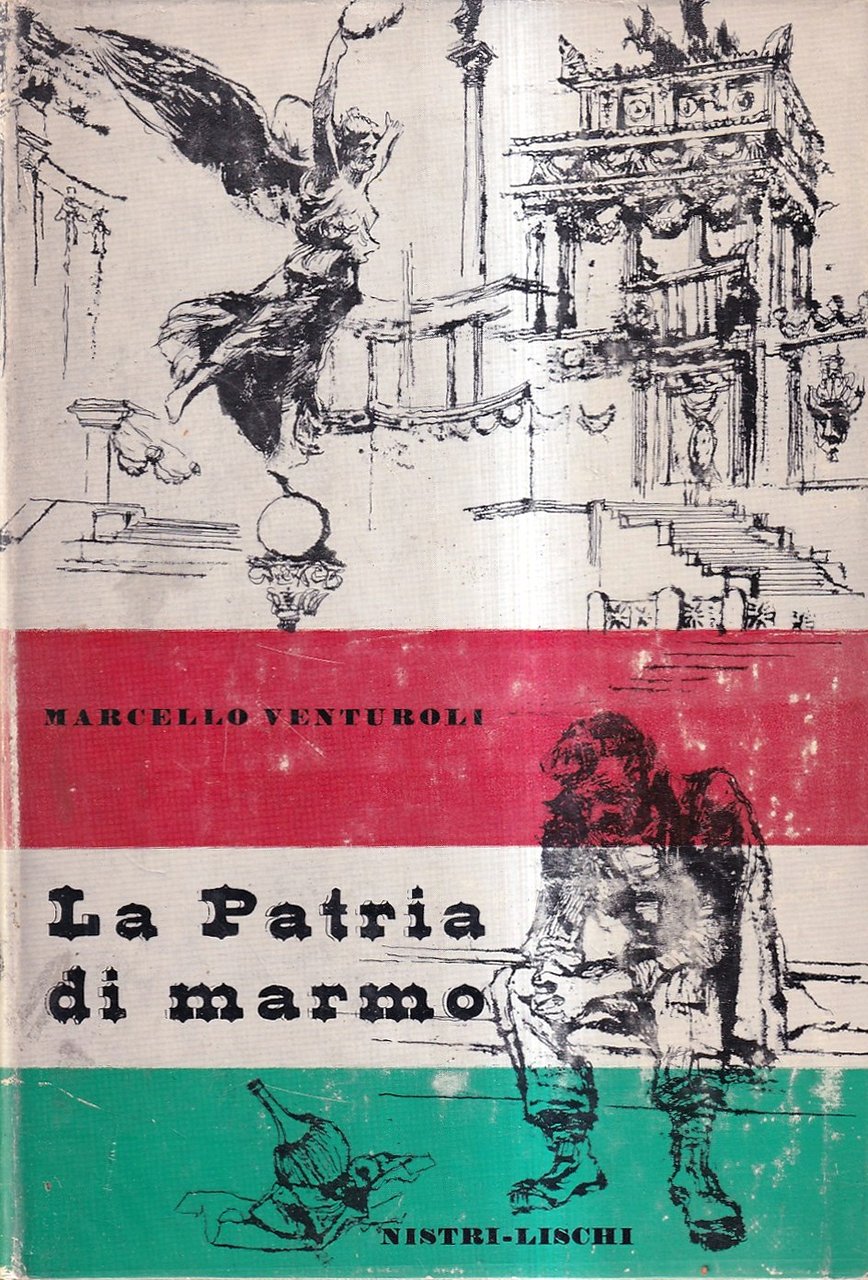 MARCELLO VENTUROLI
La Patria
di marmo
NISTRI-LISCHI